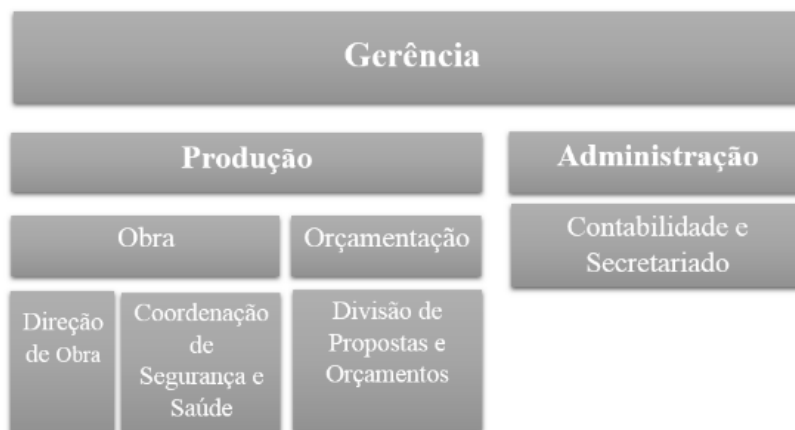 Gerência
Produção
Administração
Obra
Orçamentação
Contabilidade e
Secretariado
Direção
de Obra
Coordenação
de
Segurança e
Saúde
Divisão de
Propostas e
Orçamentos